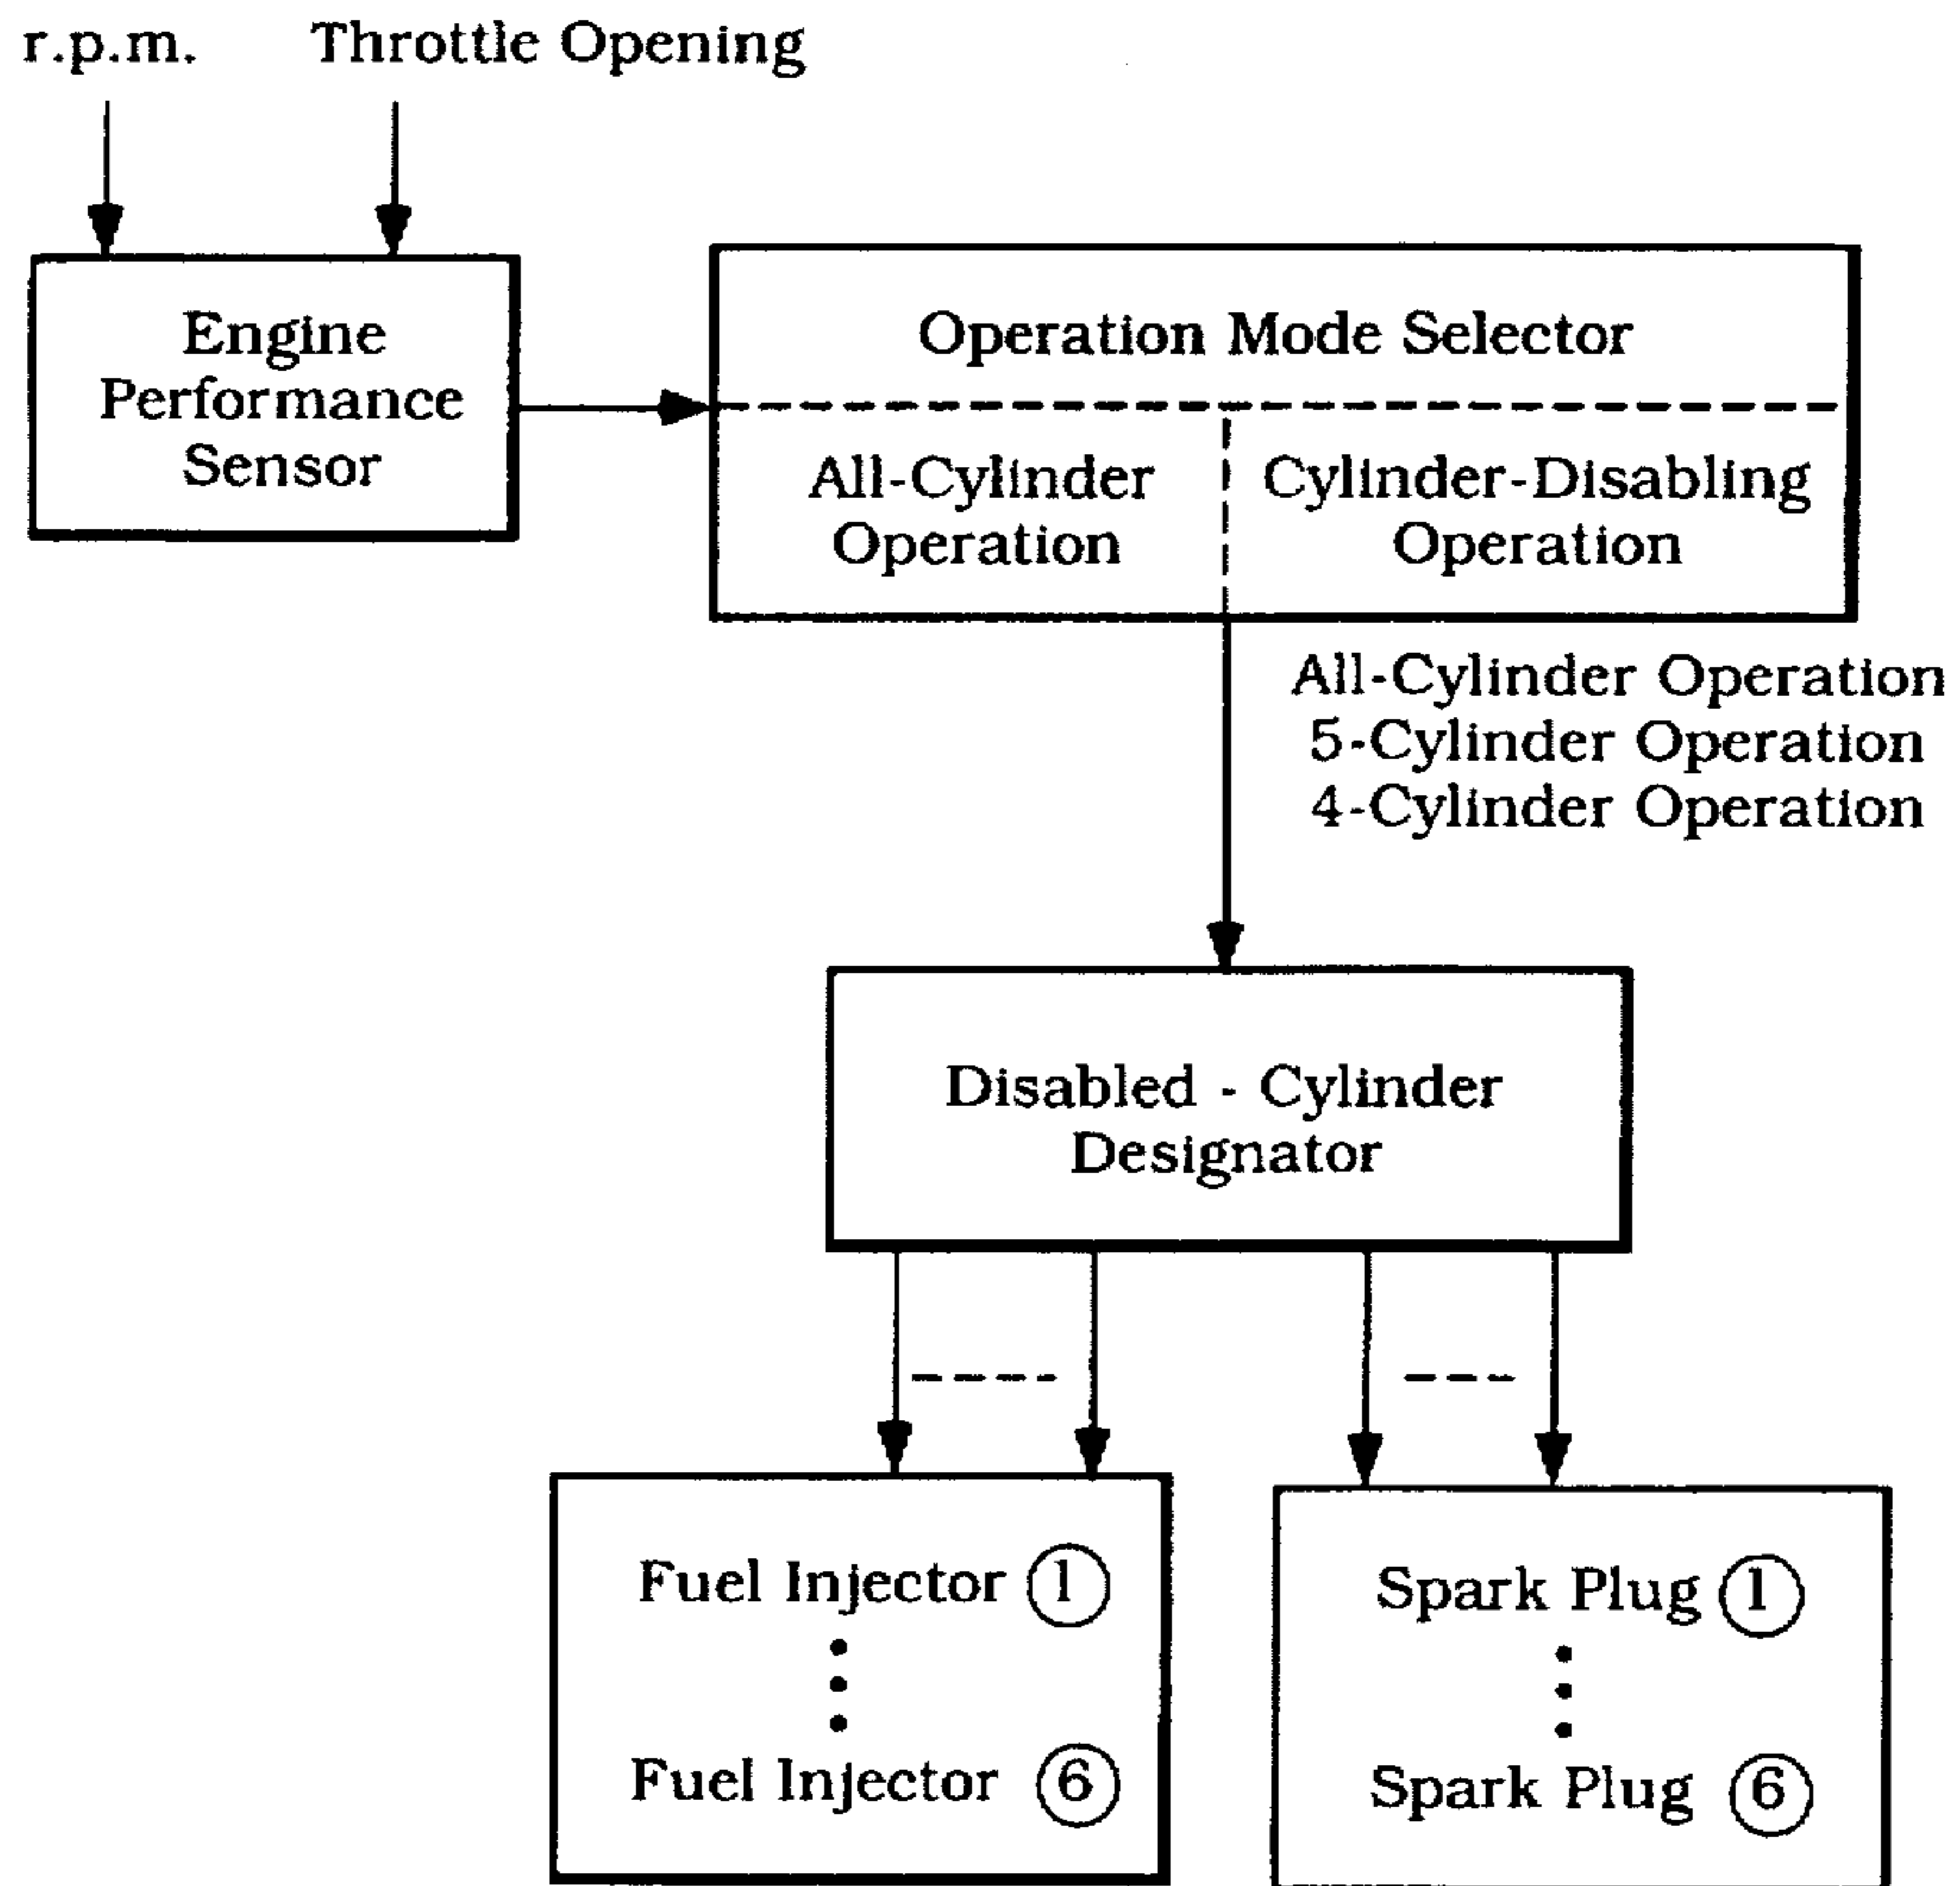 r.p.m. Throttle Opening
Engine
Performance
Sensor
Operation Mode Selector
All-Cylinder
Operation
Cylinder-Disabling
Operation
All-Cylinder Operation
5-Cylinder Operation
4-Cylinder Operation
Disabled - Cylinder
Designator
Fuel Injector ①
Fuel Injector ⑥
Spark Plug ①
Spark Plug ⑥